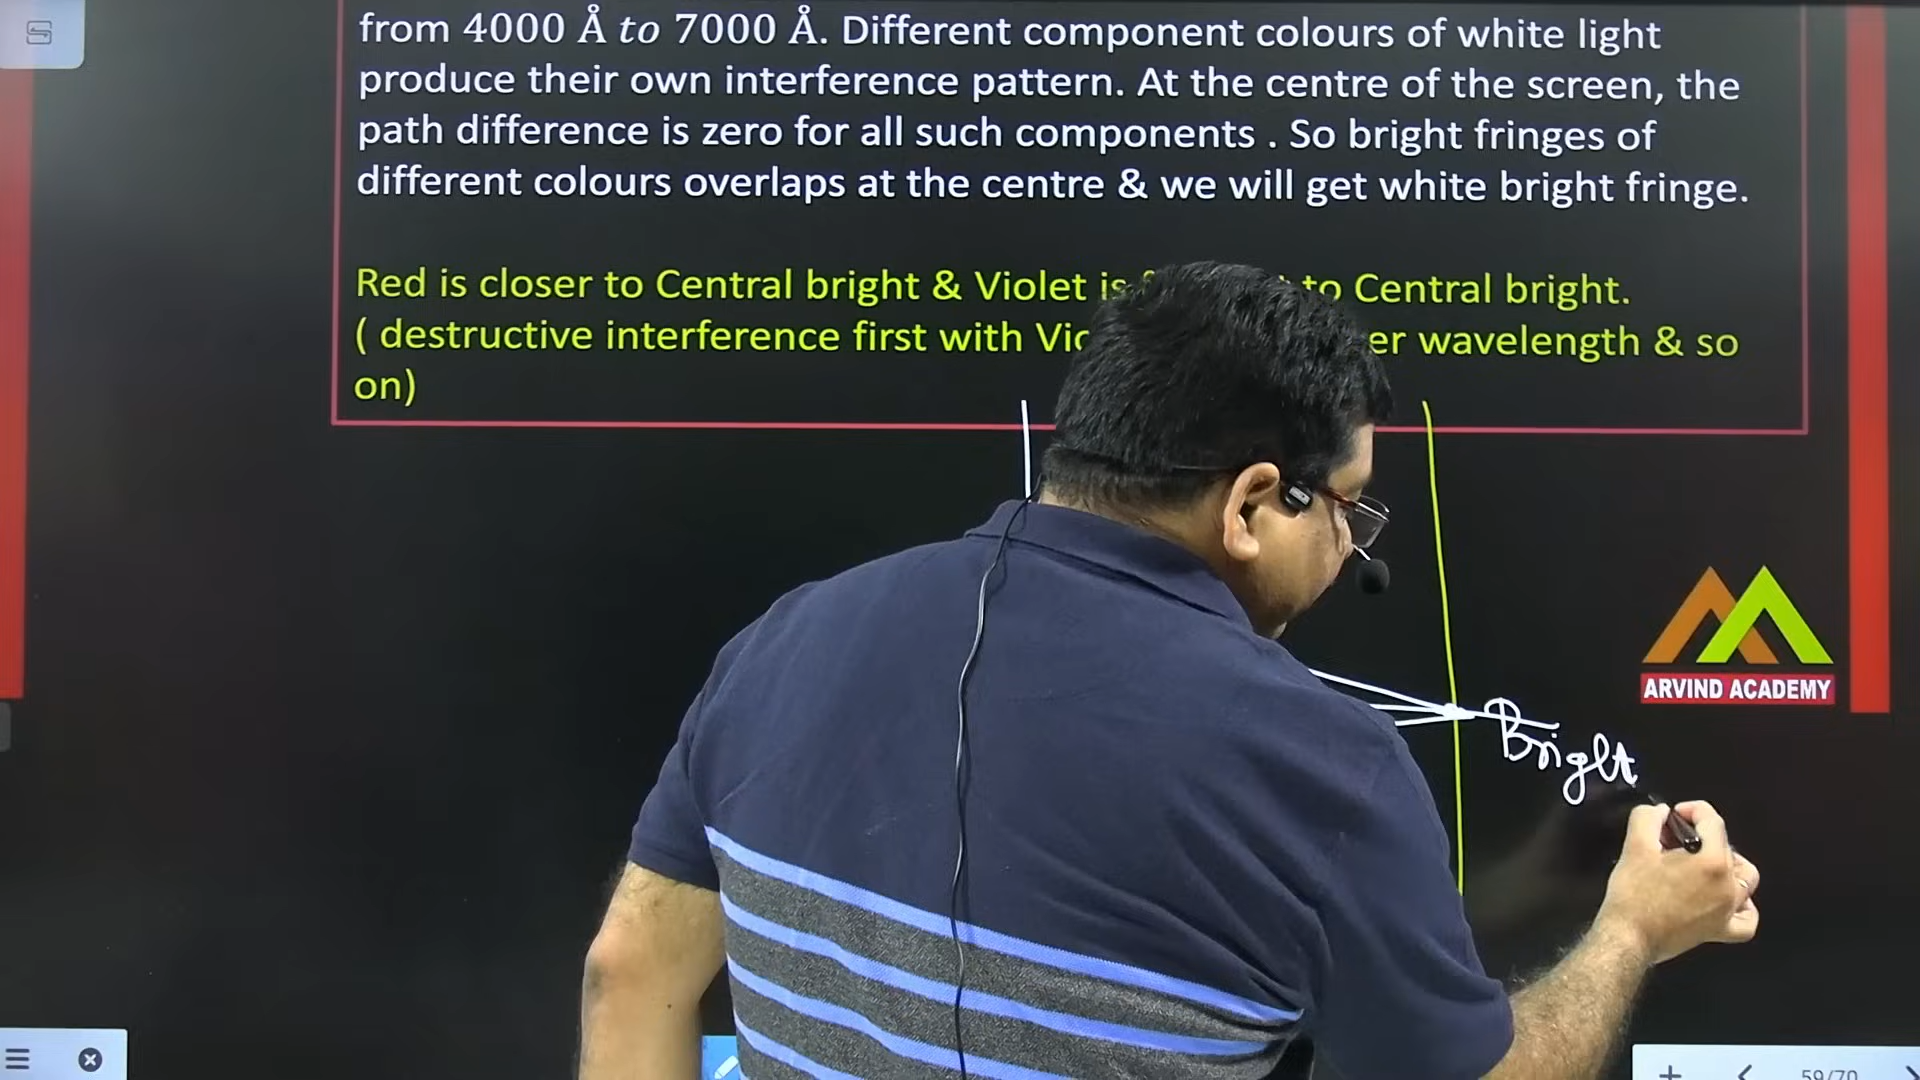 from 4000 Å to 7000 Å. Different component colours of white light
produce their own interference pattern. At the centre of the screen, the
path difference is zero for all such components . So bright fringes of
different colours overlaps at the centre & we will get white bright fringe.
Red is closer to Central bright & Violet is to Central bright.
( destructive interference first with er wavelength & so
on)
ARVIND ACADEMY
Bright
59/70